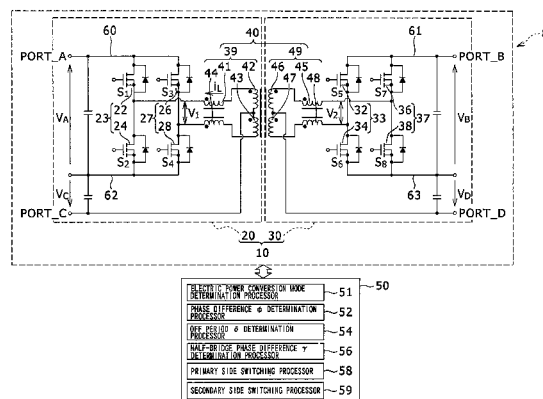 40
60
39
49
61
PORT_A
PORT_B
44
iL
41
43
42
46
47
45
48
S1
S3
S5
S7
VA
23
22
24
27
26
28
V1
V2
32
34
33
36
38
37
VB
S2
S4
S6
S8
VC
62
63
VD
PORT_C
PORT_D
20
30
10
50
ELECTRIC POWER CONVERSION MODE
DETERMINATION PROCESSOR
51
PHASE DIFFERENCE φ DETERMINATION
PROCESSOR
52
OFF PERIOD δ DETERMINATION
PROCESSOR
54
HALF-BRIDGE PHASE DIFFERENCE γ
DETERMINATION PROCESSOR
56
PRIMARY SIDE SWITCHING PROCESSOR
58
SECONDARY SIDE SWITCHING PROCESSOR
59